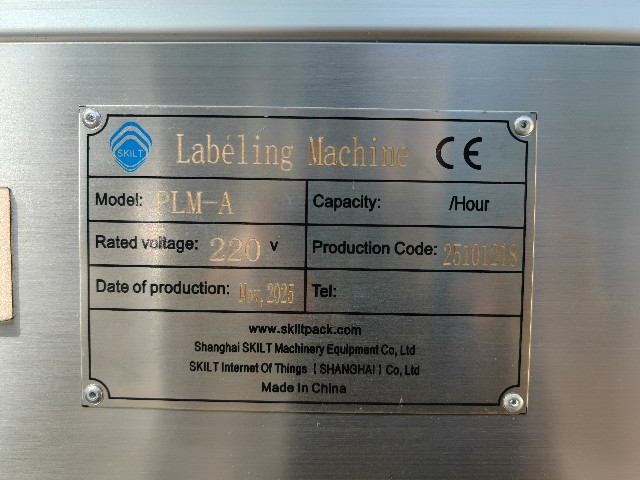 SKILT
Labeling Machine CE
Model: PLM-A
Capacity: /Hour
Rated voltage: 220 V
Production Code: 25101218
Date of production: Nov, 2025
Tel:
www.skiltpack.com
Shanghai SKILT Machinery Equipment Co, Ltd
SKILT Internet Of Things ( SHANGHAI ) Co, Ltd
Made In China